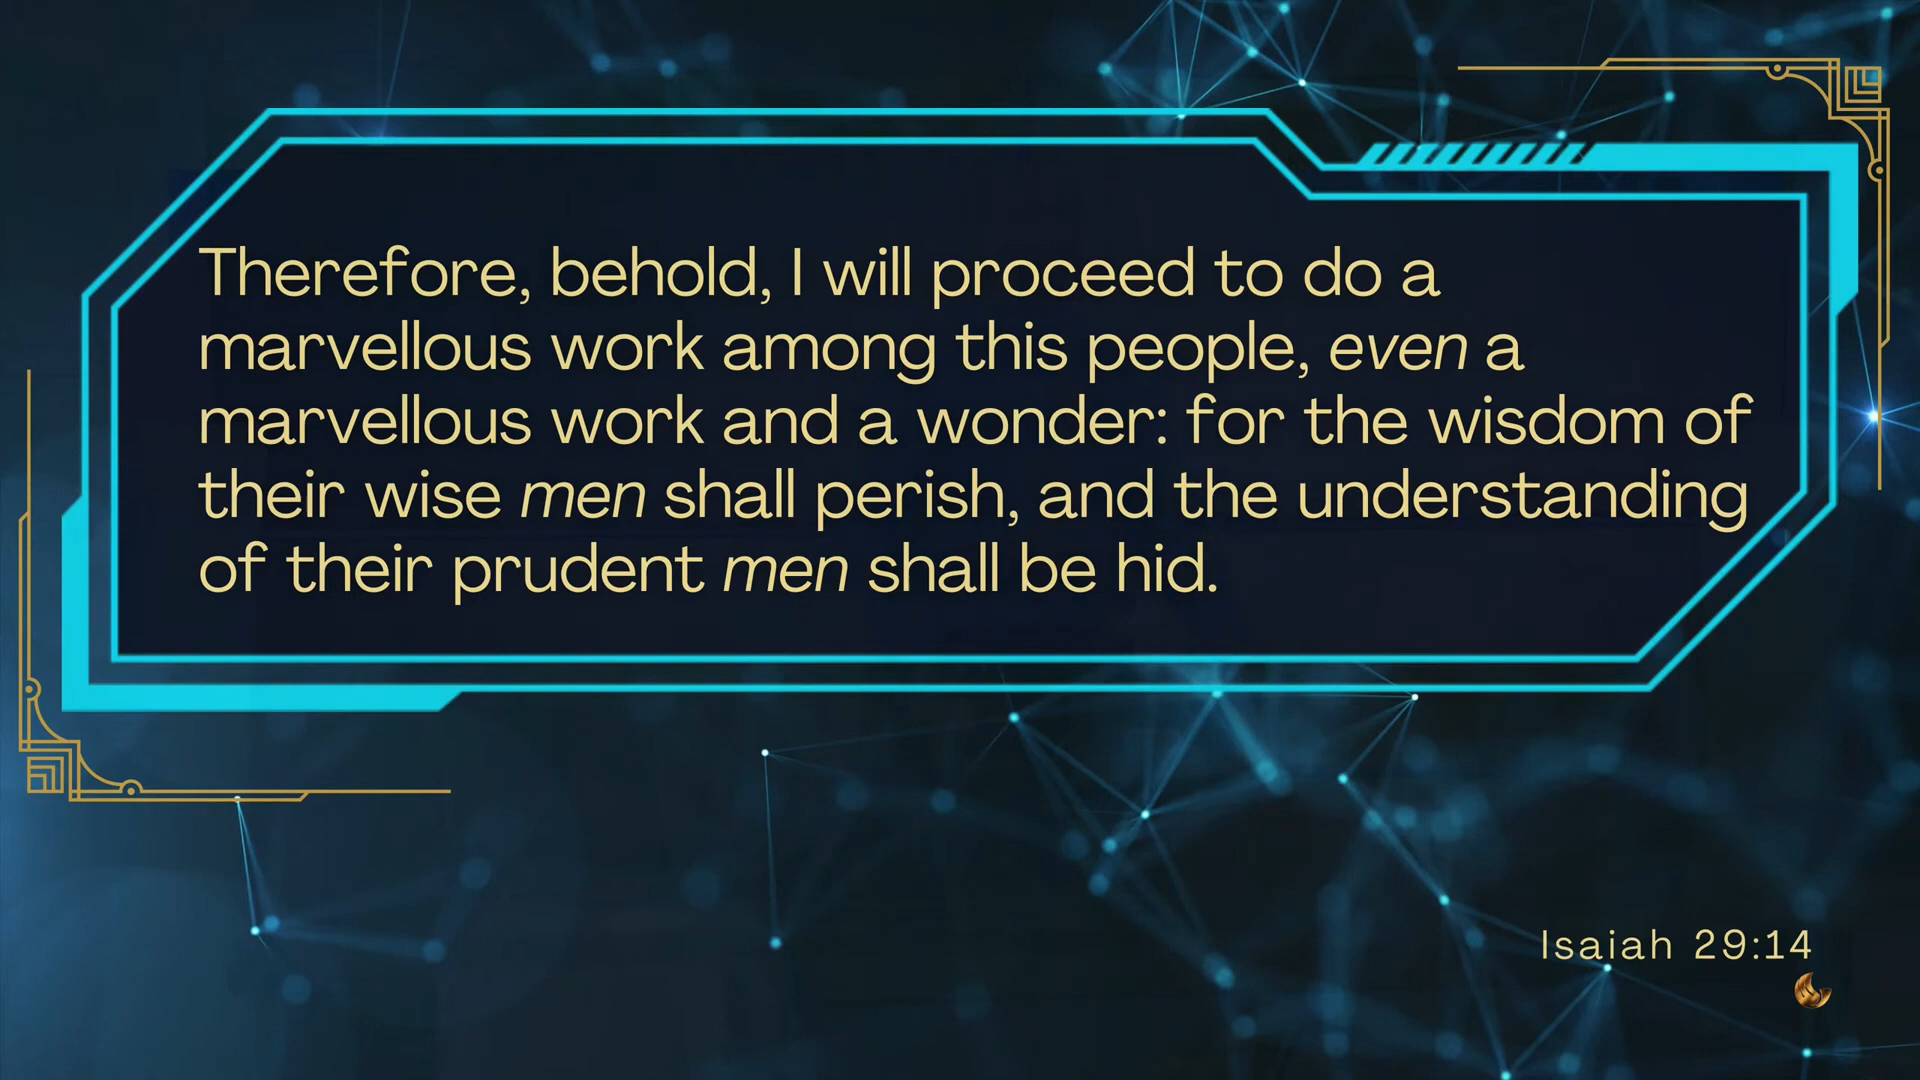 Therefore, behold, I will proceed to do a
marvellous work among this people, even a
marvellous work and a wonder: for the wisdom of
their wise men shall perish, and the understanding
of their prudent men shall be hid.
Isaiah 29:14